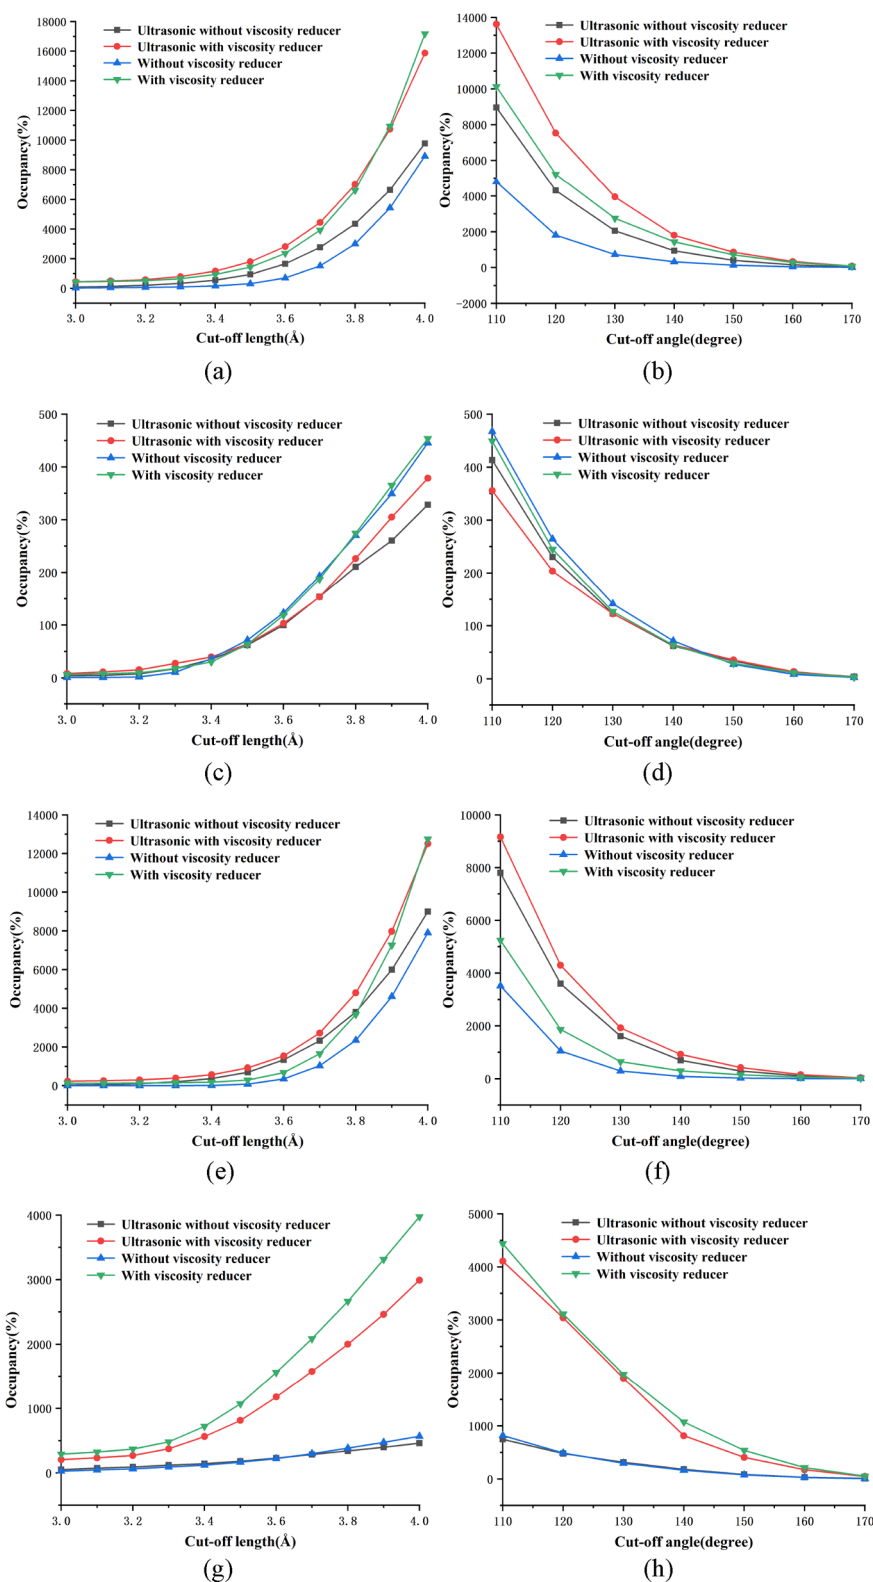 18000
16000
14000
12000
10000
8000
6000
4000
2000
0
Occupancy(%)
Ultrasonic without viscosity reducer
Ultrasonic with viscosity reducer
Without viscosity reducer
With viscosity reducer
3.0 3.2 3.4 3.6 3.8 4.0
Cut-off length(Å)
(a)
14000
12000
10000
8000
6000
4000
2000
0
-2000
Occupancy(%)
Ultrasonic without viscosity reducer
Ultrasonic with viscosity reducer
Without viscosity reducer
With viscosity reducer
110 120 130 140 150 160 170
Cut-off angle(degree)
(b)
500
400
300
200
100
0
Occupancy(%)
Ultrasonic without viscosity reducer
Ultrasonic with viscosity reducer
Without viscosity reducer
With viscosity reducer
3.0 3.2 3.4 3.6 3.8 4.0
Cut-off length(Å)
(c)
500
400
300
200
100
0
Occupancy(%)
Ultrasonic without viscosity reducer
Ultrasonic with viscosity reducer
Without viscosity reducer
With viscosity reducer
110 120 130 140 150 160 170
Cut-off angle(degree)
(d)
14000
12000
10000
8000
6000
4000
2000
0
Occupancy(%)
Ultrasonic without viscosity reducer
Ultrasonic with viscosity reducer
Without viscosity reducer
With viscosity reducer
3.0 3.2 3.4 3.6 3.8 4.0
Cut-off length(Å)
(e)
10000
8000
6000
4000
2000
0
Occupancy(%)
Ultrasonic without viscosity reducer
Ultrasonic with viscosity reducer
Without viscosity reducer
With viscosity reducer
110 120 130 140 150 160 170
Cut-off angle(degree)
(f)
4000
3000
2000
1000
0
Occupancy(%)
Ultrasonic without viscosity reducer
Ultrasonic with viscosity reducer
Without viscosity reducer
With viscosity reducer
3.0 3.2 3.4 3.6 3.8 4.0
Cut-off length(Å)
(g)
5000
4000
3000
2000
1000
0
Occupancy(%)
Ultrasonic without viscosity reducer
Ultrasonic with viscosity reducer
Without viscosity reducer
With viscosity reducer
110 120 130 140 150 160 170
Cut-off angle(degree)
(h)